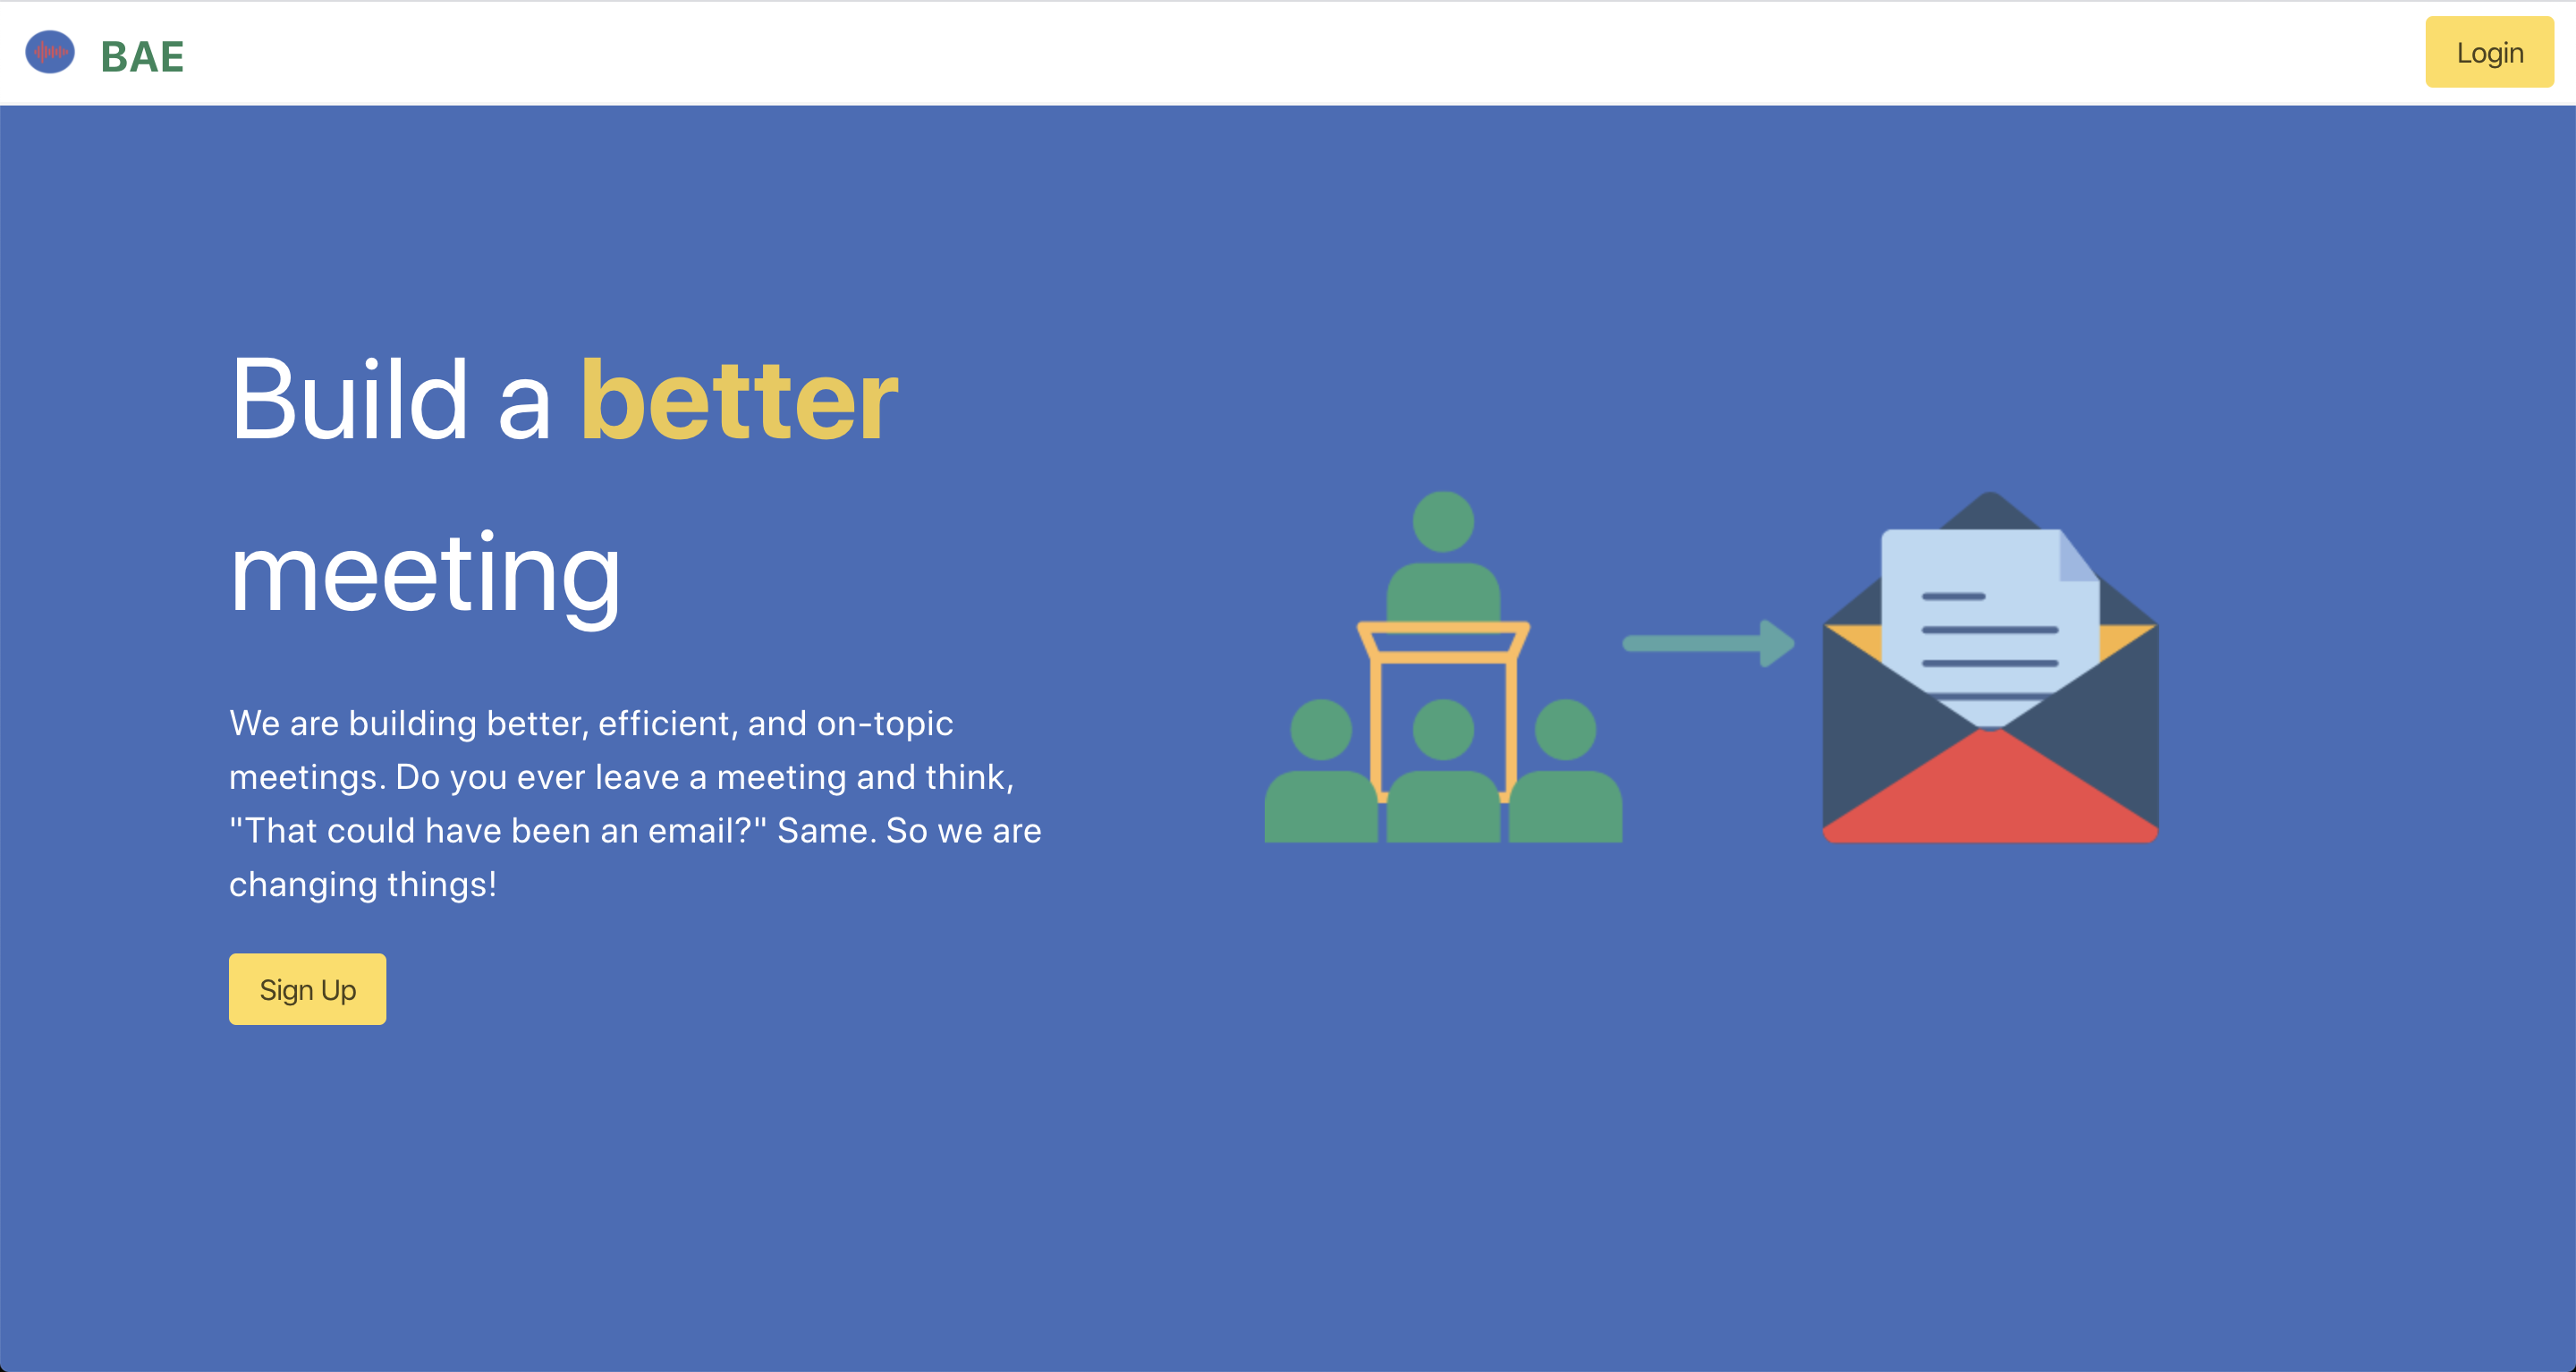 BAE
Login
Build a better
meeting
We are building better, efficient, and on-topic
meetings. Do you ever leave a meeting and think,
"That could have been an email?" Same. So we are
changing things!
Sign Up